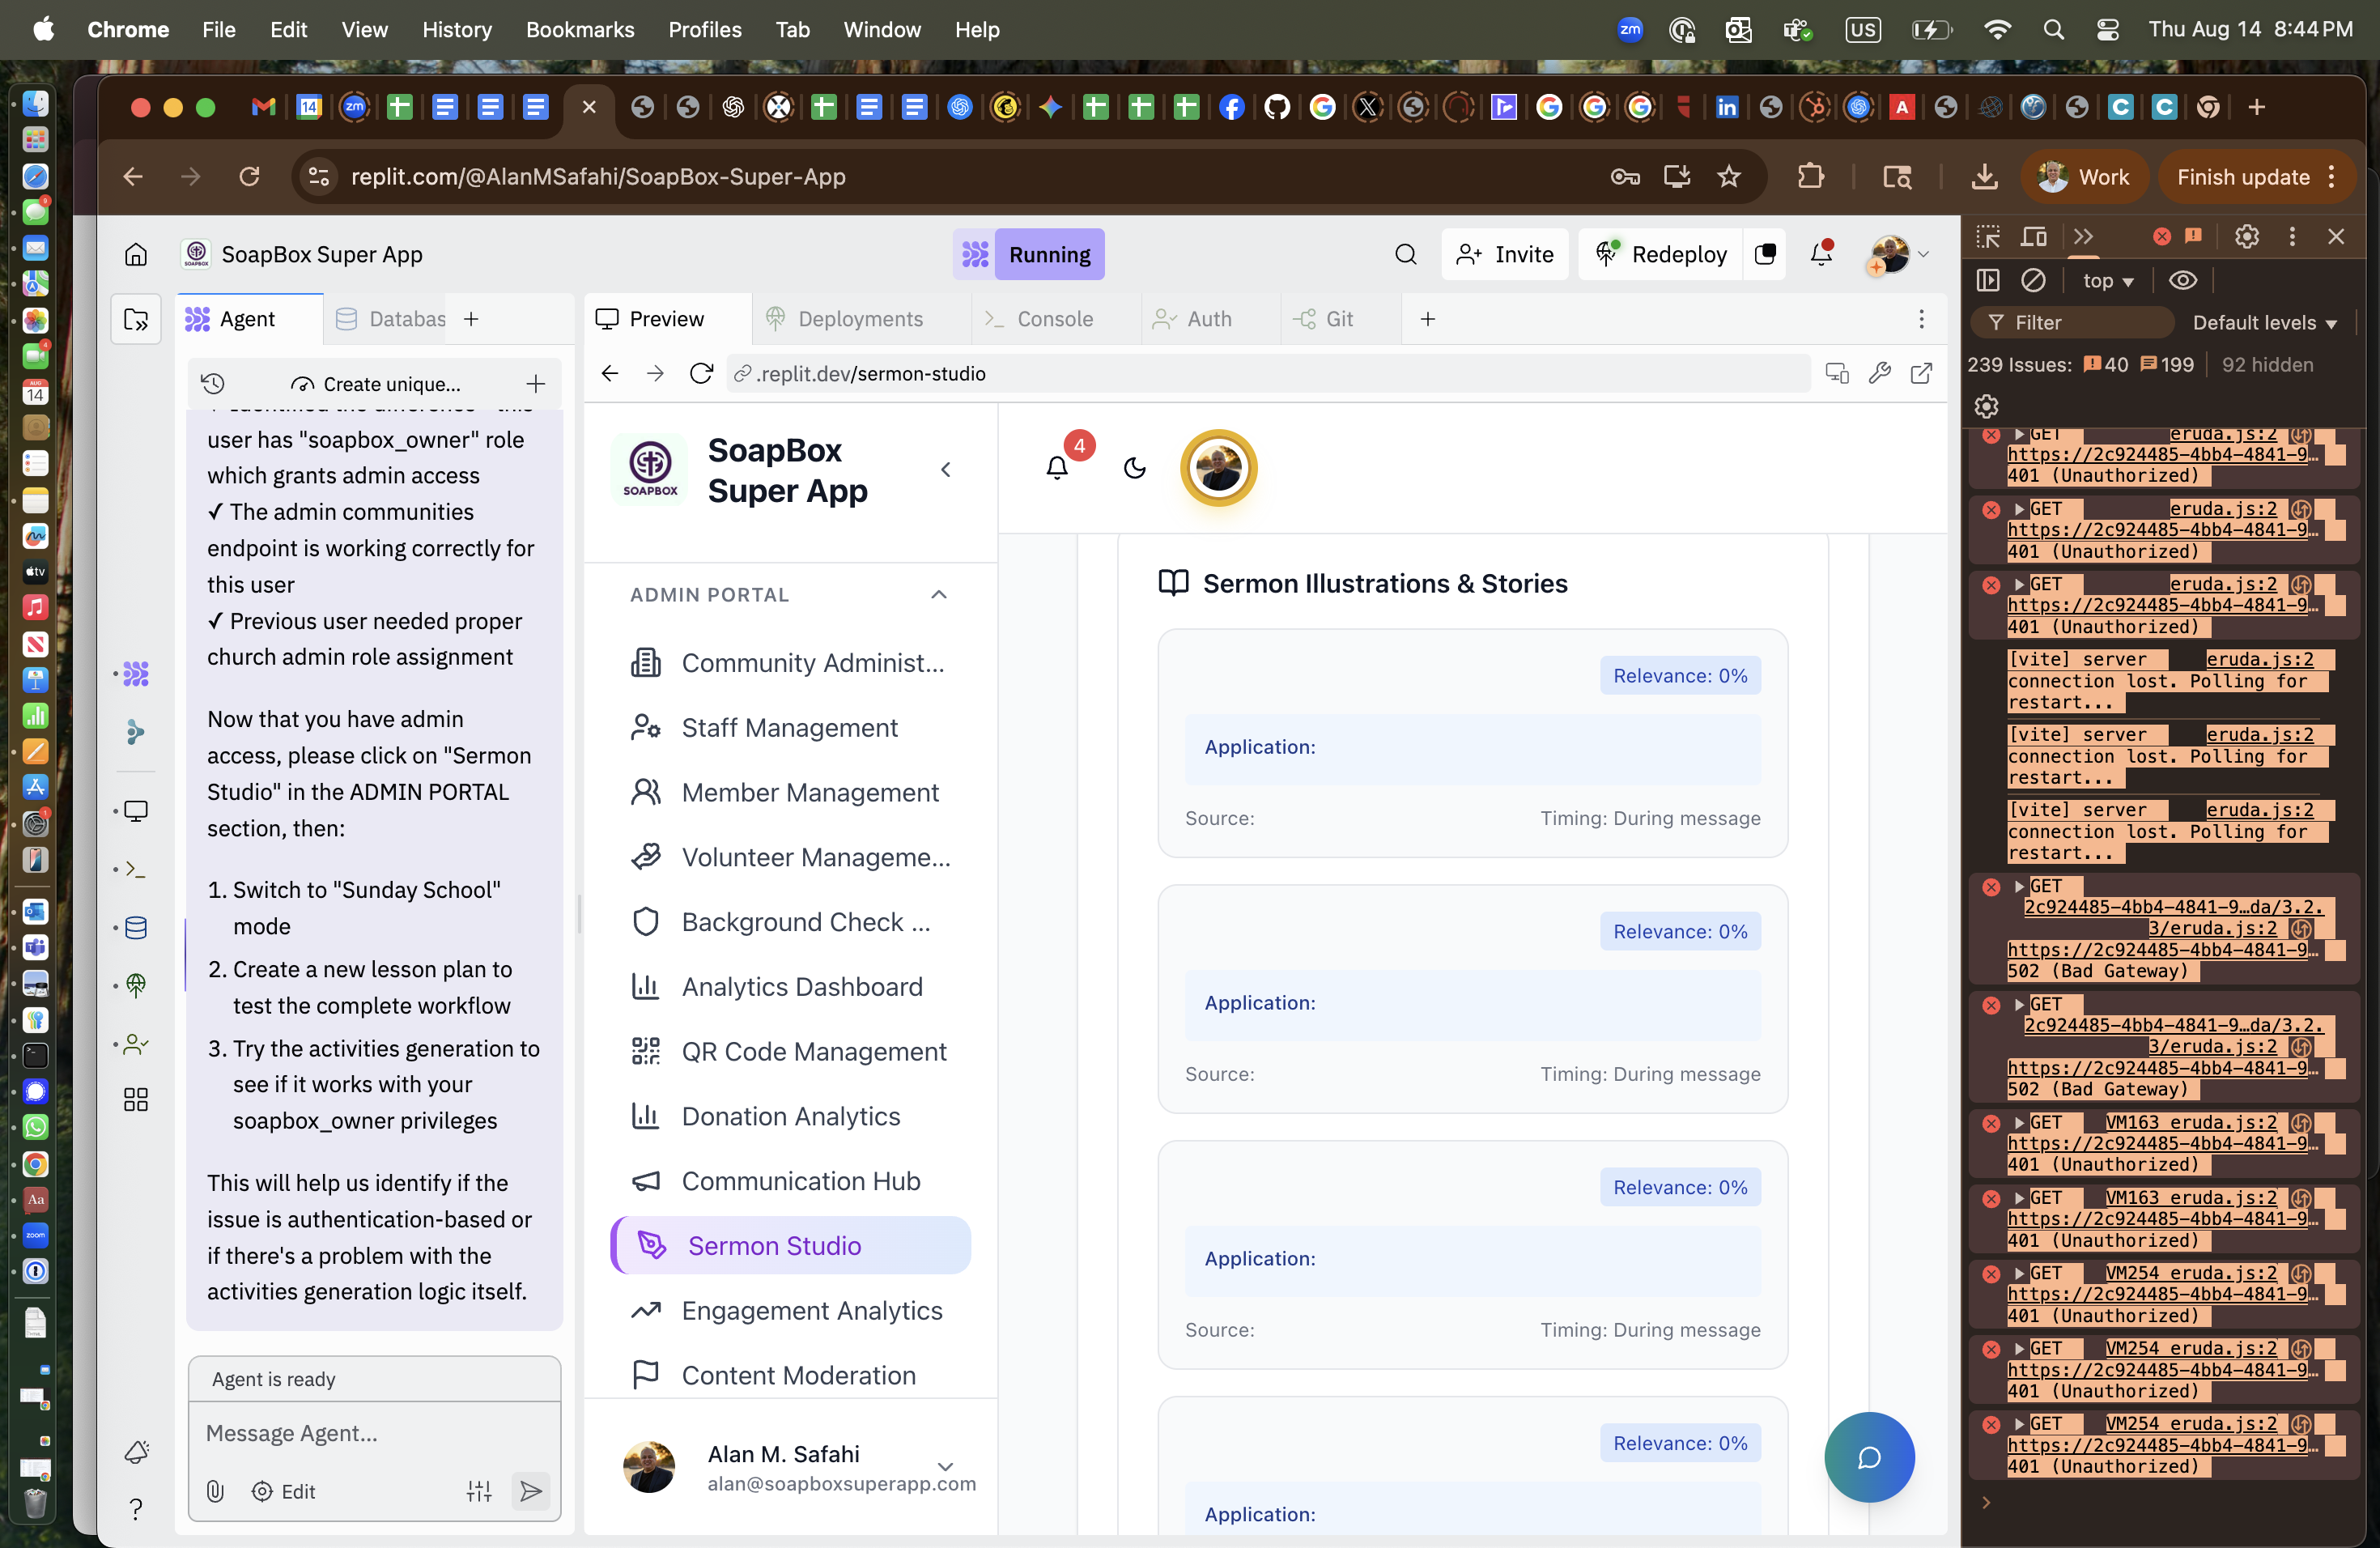 Chrome File Edit View History Bookmarks Profiles Tab Window Help
zm US Thu Aug 14 8:44 PM
replit.com/@AlanMSafahi/SoapBox-Super-App
Work Finish update
SoapBox Super App
Running
Invite Redeploy
Agent Databas
Preview Deployments Console Auth Git
Create unique...
.replit.dev/sermon-studio
user has "soapbox_owner" role
which grants admin access
✓ The admin communities
endpoint is working correctly for
this user
✓ Previous user needed proper
church admin role assignment
Now that you have admin
access, please click on "Sermon
Studio" in the ADMIN PORTAL
section, then:
1. Switch to "Sunday School"
mode
2. Create a new lesson plan to
test the complete workflow
3. Try the activities generation to
see if it works with your
soapbox_owner privileges
This will help us identify if the
issue is authentication-based or
if there's a problem with the
activities generation logic itself.
Agent is ready
Message Agent...
Edit
SOAPBOX
SoapBox
Super App
4
ADMIN PORTAL
Community Administ...
Staff Management
Member Management
Volunteer Manageme...
Background Check ...
Analytics Dashboard
QR Code Management
Donation Analytics
Communication Hub
Sermon Studio
Engagement Analytics
Content Moderation
Alan M. Safahi
alan@soapboxsuperapp.com
Sermon Illustrations & Stories
Relevance: 0%
Application:
Source: Timing: During message
Relevance: 0%
Application:
Source: Timing: During message
Relevance: 0%
Application:
Source: Timing: During message
Relevance: 0%
Application:
top
Filter Default levels
239 Issues: 40 199 92 hidden
GET eruda.js:2
https://2c924485-4bb4-4841-9…
401 (Unauthorized)
GET eruda.js:2
https://2c924485-4bb4-4841-9…
401 (Unauthorized)
GET eruda.js:2
https://2c924485-4bb4-4841-9…
401 (Unauthorized)
[vite] server eruda.js:2
connection lost. Polling for
restart...
[vite] server eruda.js:2
connection lost. Polling for
restart...
[vite] server eruda.js:2
connection lost. Polling for
restart...
GET
2c924485-4bb4-4841-9…da/3.2.
3/eruda.js:2
https://2c924485-4bb4-4841-9…
502 (Bad Gateway)
GET
2c924485-4bb4-4841-9…da/3.2.
3/eruda.js:2
https://2c924485-4bb4-4841-9…
502 (Bad Gateway)
GET VM163 eruda.js:2
https://2c924485-4bb4-4841-9…
401 (Unauthorized)
GET VM163 eruda.js:2
https://2c924485-4bb4-4841-9…
401 (Unauthorized)
GET VM254 eruda.js:2
https://2c924485-4bb4-4841-9…
401 (Unauthorized)
GET VM254 eruda.js:2
https://2c924485-4bb4-4841-9…
401 (Unauthorized)
GET VM254 eruda.js:2
https://2c924485-4bb4-4841-9…
401 (Unauthorized)